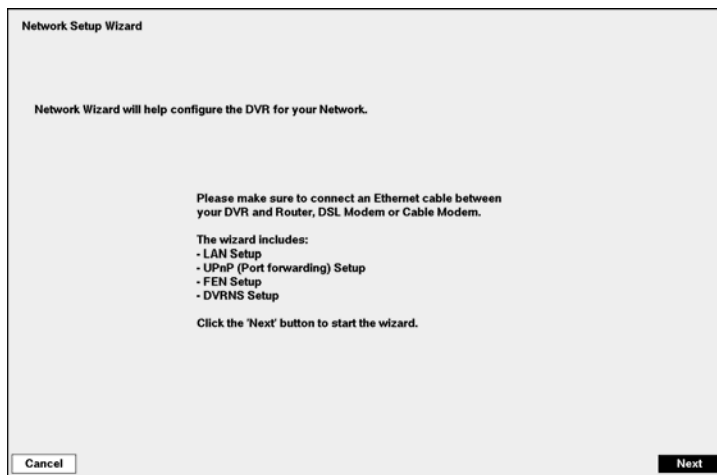 Network Setup Wizard
Network Wizard will help configure the DVR for your Network.
Please make sure to connect an Ethernet cable between
your DVR and Router, DSL Modem or Cable Modem.
The wizard includes:
- LAN Setup
- UPnP (Port forwarding) Setup
- FEN Setup
- DVRNS Setup
Click the 'Next' button to start the wizard.
Cancel
Next